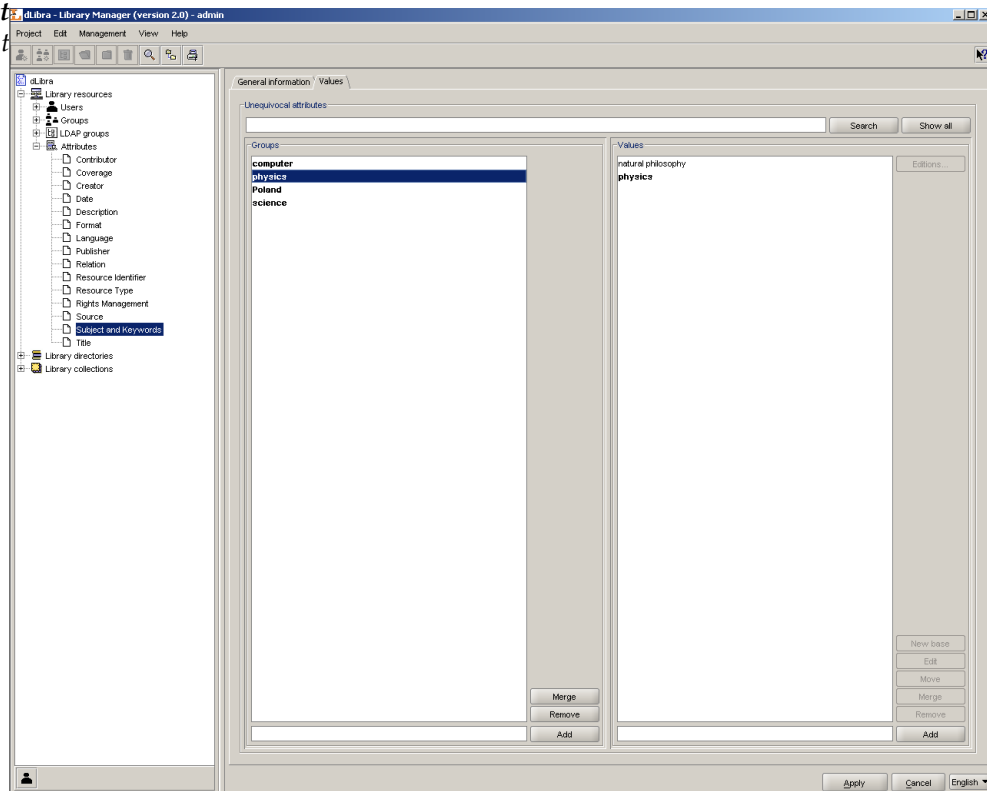 t
dLibra - Library Manager (version 2.0) - admin
t
Project Edit Management View Help
dLibra
Library resources
Users
Groups
LDAP groups
Attributes
Contributor
Coverage
Creator
Date
Description
Format
Language
Publisher
Relation
Resource Identifier
Resource Type
Rights Management
Source
Subject and Keywords
Title
Library directories
Library collections
General information Values
Unequivocal attributes
Search Show all
Groups
computer
physics
Poland
science
Merge
Remove
Add
Values
natural philosophy
physics
Editions...
New base
Edit
Move
Merge
Remove
Add
Apply Cancel English